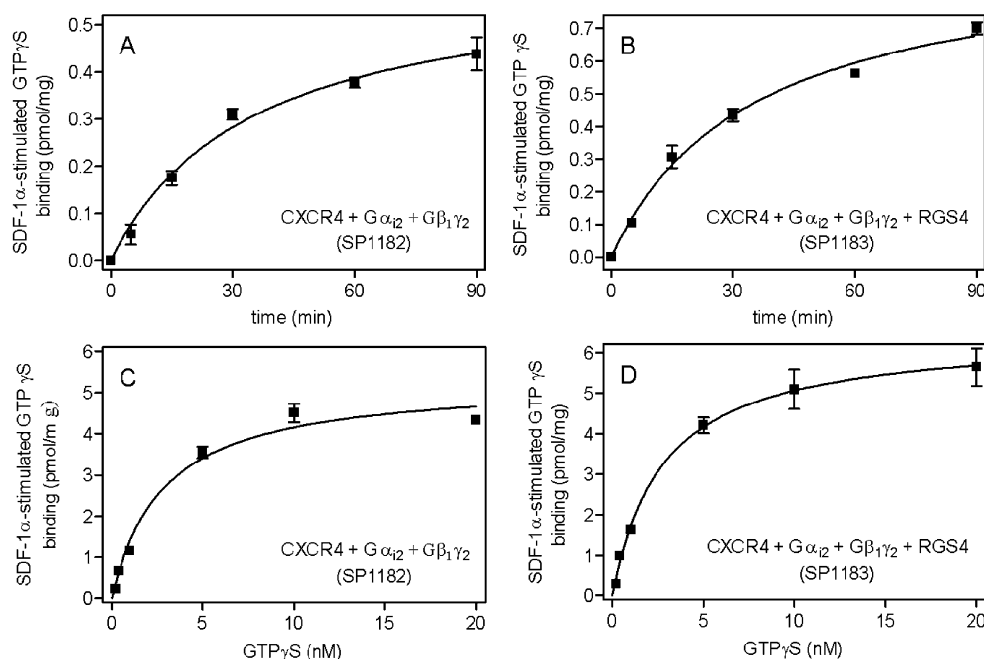 A
SDF-1α-stimulated GTPγS
binding (pmol/mg)
0.5
0.4
0.3
0.2
0.1
0.0
CXCR4 + Gαi2 + Gβ1γ2
(SP1182)
0 30 60 90
time (min)
B
SDF-1α-stimulated GTP γS
binding (pmol/mg)
0.7
0.6
0.5
0.4
0.3
0.2
0.1
0.0
CXCR4 + Gαi2 + Gβ1γ2 + RGS4
(SP1183)
0 30 60 90
time (min)
C
SDF-1α-stimulated GTP γS
binding (pmol/m g)
6
5
4
3
2
1
0
CXCR4 + Gαi2 + Gβ1γ2
(SP1182)
0 5 10 15 20
GTPγS (nM)
D
SDF-1α-stimulated GTP γS
binding (pmol/mg)
6
5
4
3
2
1
0
CXCR4 + Gαi2 + Gβ1γ2 + RGS4
(SP1183)
0 5 10 15 20
GTPγS (nM)